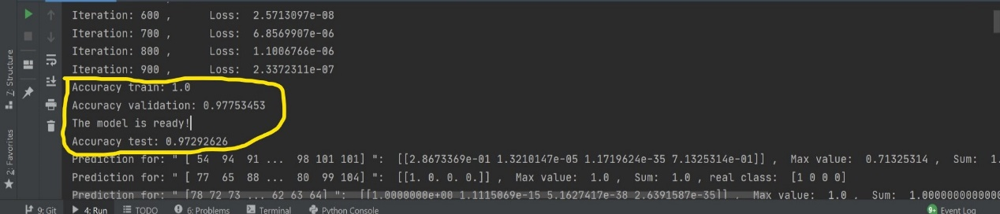 Iteration: 600 , Loss: 2.5713097e-08
Iteration: 700 , Loss: 6.8569907e-06
Iteration: 800 , Loss: 1.1006766e-06
Iteration: 900 , Loss: 2.3372311e-07
Accuracy train: 1.0
Accuracy validation: 0.97753453
The model is ready!
Accuracy test: 0.97292626
Prediction for: " [ 54 94 91 ... 98 101 101] ": [[2.8673369e-01 1.3210147e-05 1.1719624e-35 7.1325314e-01]] , Max value: 0.71325314 , Sum: 1.
Prediction for: " [ 77 65 88 ... 80 99 104] ": [[1. 0. 0. 0.]] , Max value: 1.0 , Sum: 1.0 , real class: [1 0 0 0]
Prediction for: " [78 72 73 ... 62 63 64] ": [[1.0000000e+00 1.1115069e-15 5.1627417e-38 2.6391587e-35]] , Max value: 1.0 , Sum: 1.0000000000000
7: Structure
2: Favorites
9: Git
4: Run
TODO
6: Problems
Terminal
Python Console
9+ Event Log